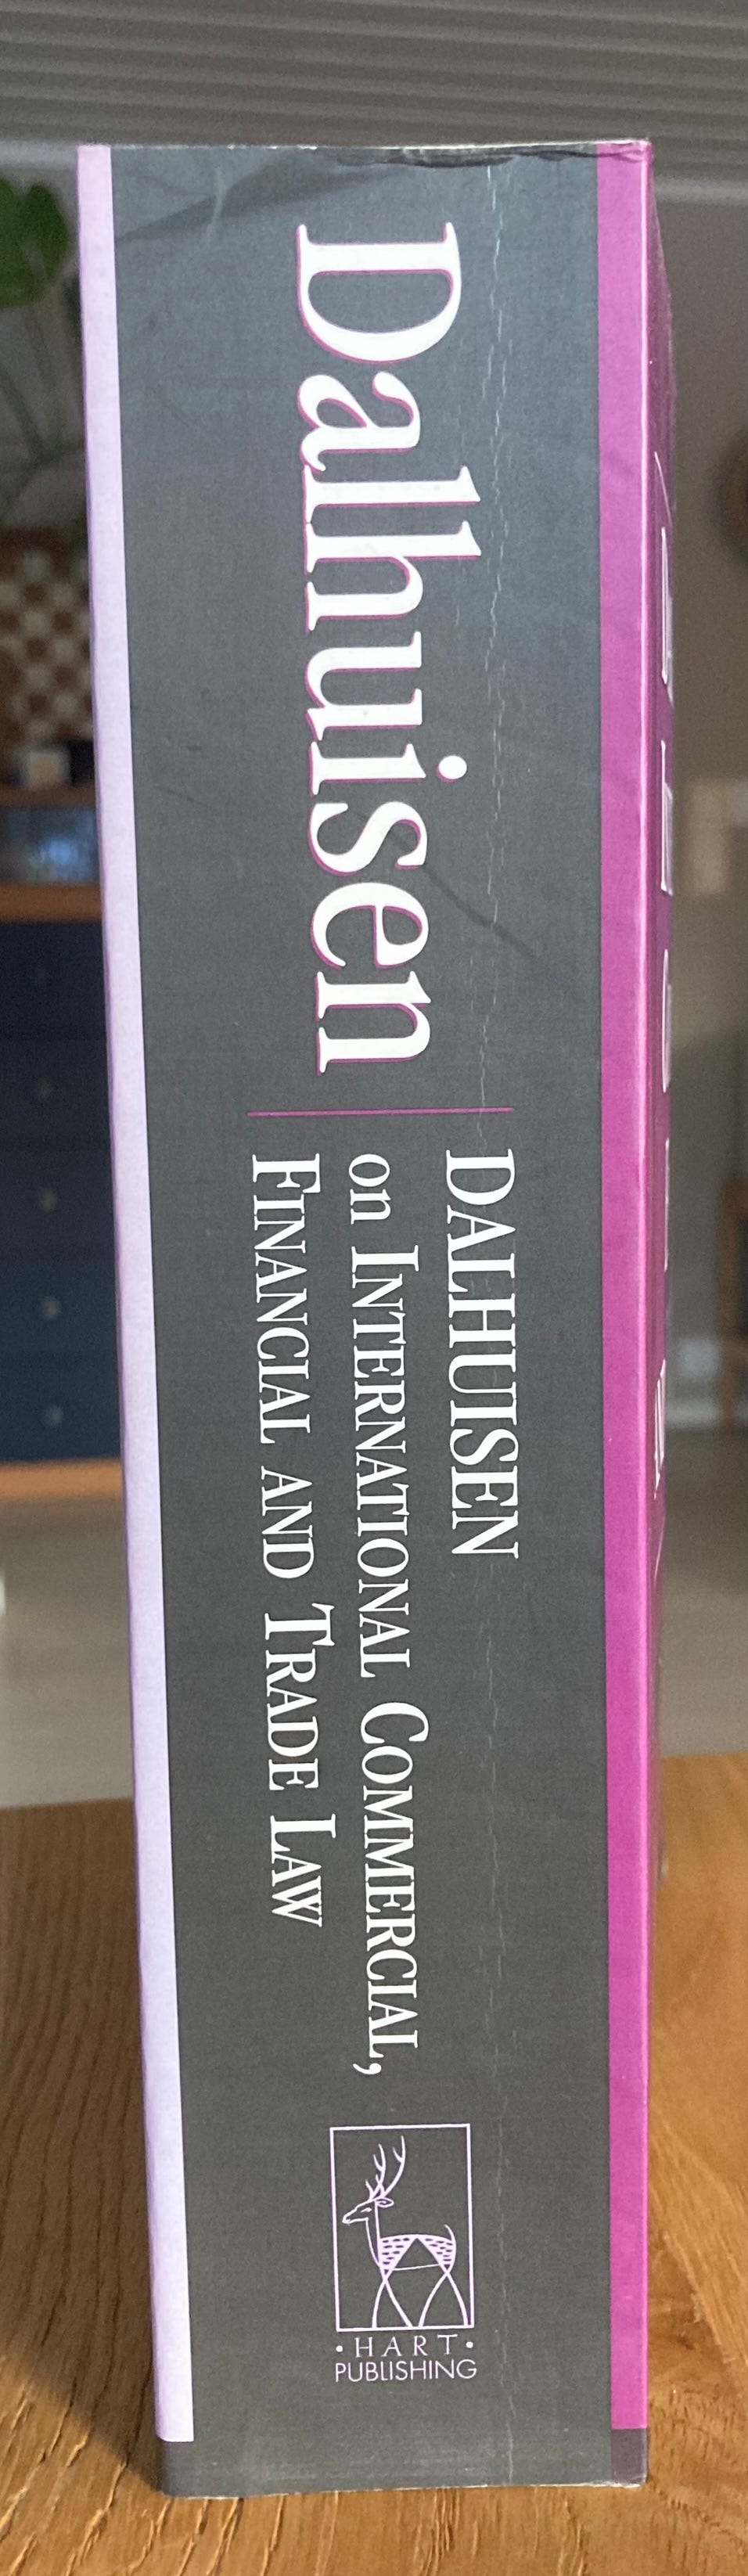 Dalhuisen
DALHUISEN
on INTERNATIONAL COMMERCIAL,
FINANCIAL AND TRADE LAW
• HART •
PUBLISHING